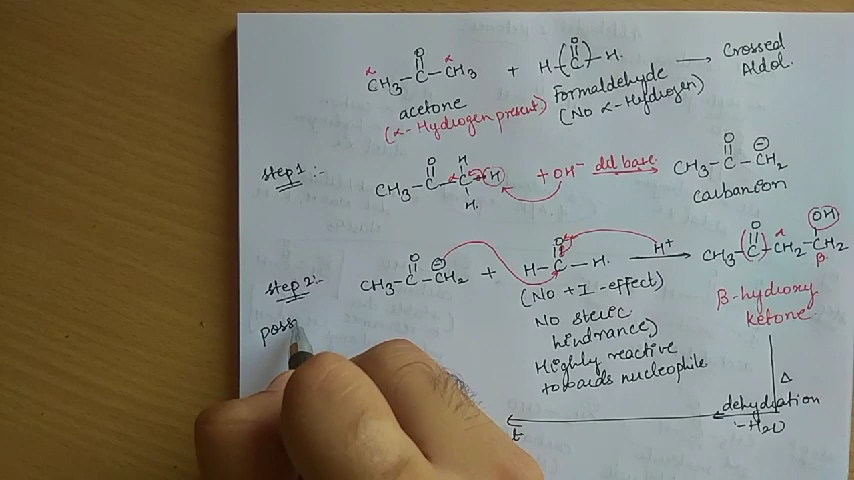 α α
CH₃-C(=O)-CH₃ + H-(C=O)-H. → Crossed Aldol.
acetone Formaldehyde
(α-Hydrogen present) (No α-Hydrogen)
step 1 :-
CH₃-C(=O)-C(H)(H)-H + OH⁻ dil base → CH₃-C(=O)-CH₂⊖
α
carbanion
step 2 :-
CH₃-C(=O)-CH₂⊖ + H-C(=O)-H. H⁺ → CH₃-C(=O)-CH₂-CH₂-OH
α β
(No +I-effect)
No steric
hindrance)
Highly reactive
towards nucleophile
β-hydroxy
ketone
Δ
dehydration
-H₂O
poss